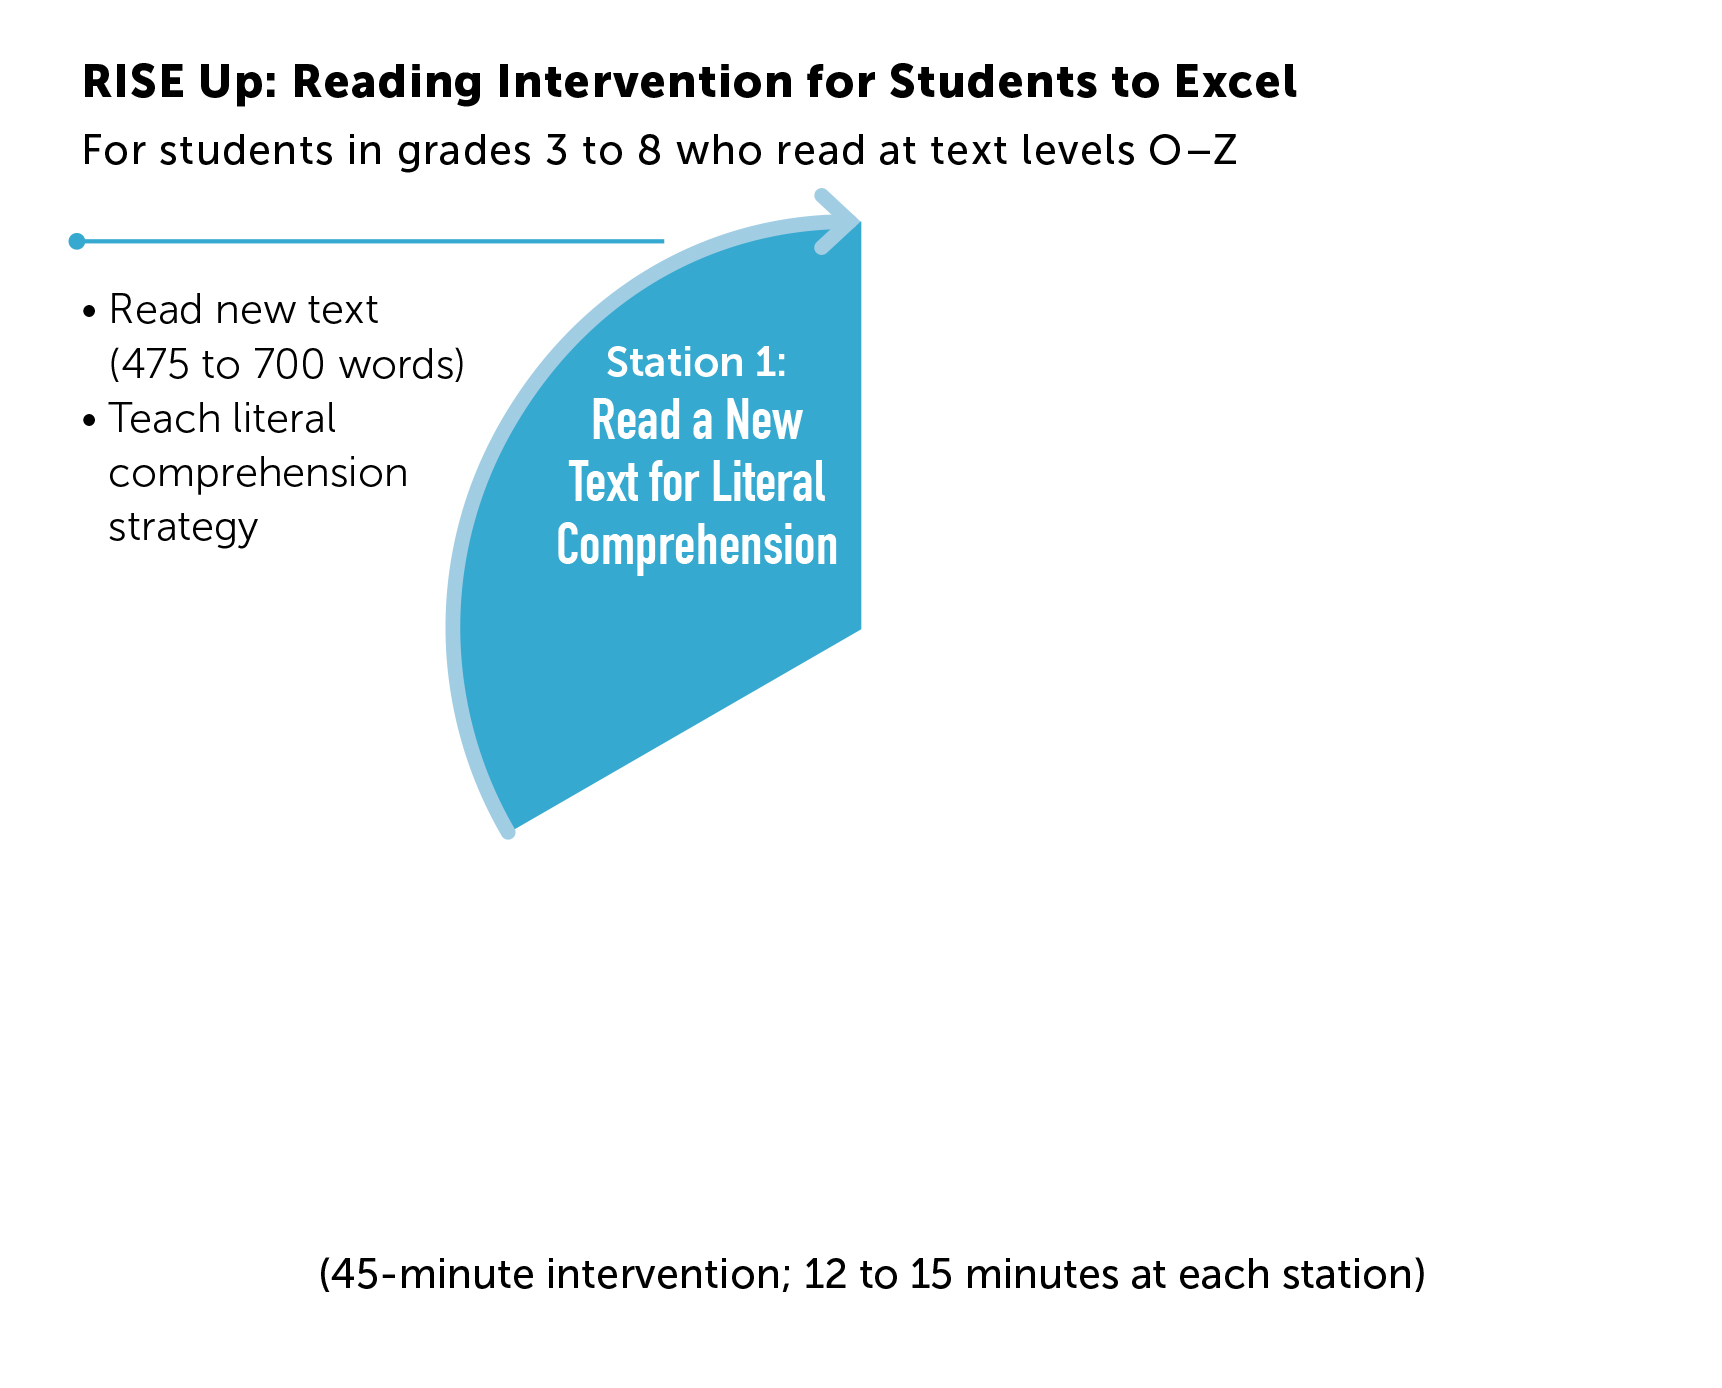 RISE Up: Reading Intervention for Students to Excel
For students in grades 3 to 8 who read at text levels O–Z
• Read new text
(475 to 700 words)
• Teach literal
comprehension
strategy
Station 1:
Read a New
Text for Literal
Comprehension
(45-minute intervention; 12 to 15 minutes at each station)